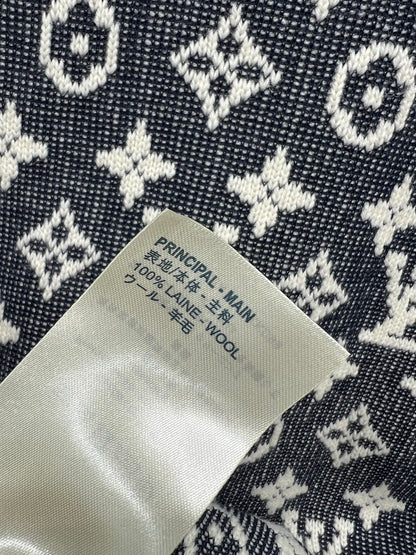 PRINCIPAL - MAIN
表地/本体 - 主料
100% LAINE - WOOL
ウール - 羊毛